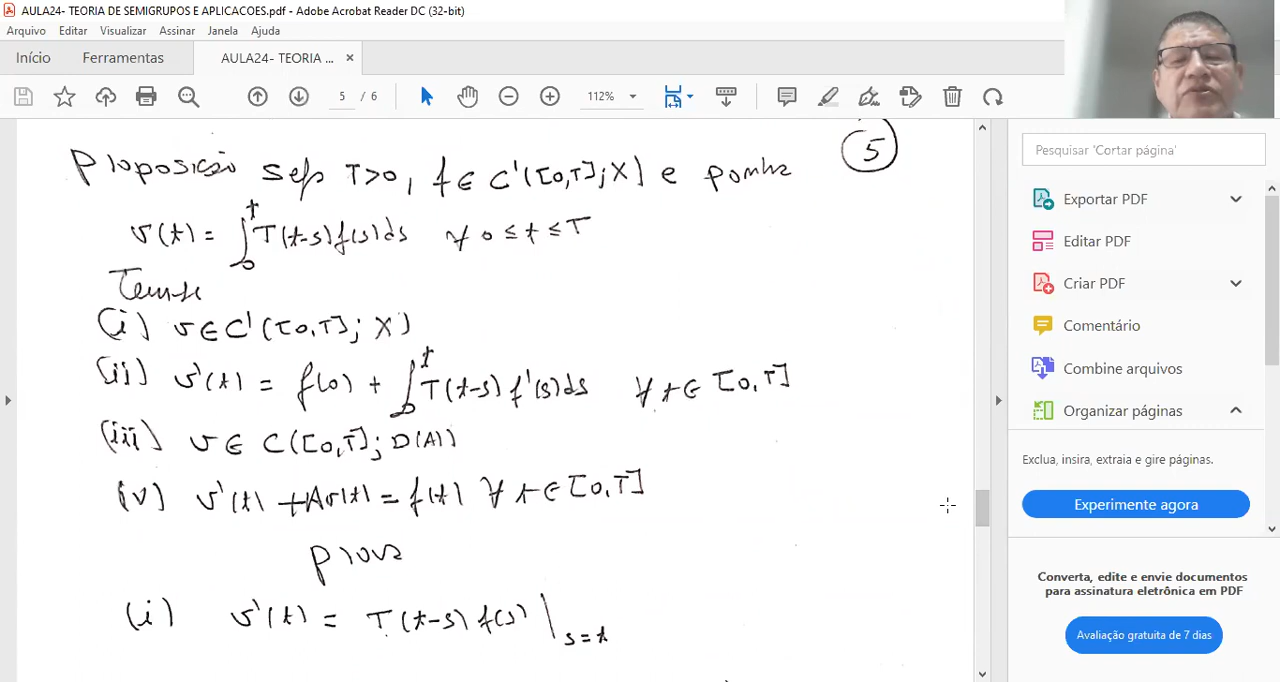 AULA24- TEORIA DE SEMIGRUPOS E APLICACOES.pdf - Adobe Acrobat Reader DC (32-bit)
Arquivo Editar Visualizar Assinar Janela Ajuda
Início Ferramentas AULA24- TEORIA ... ×
5 / 6 112%
Proposição Seja T>0, f ∈ C'([0,T];X) e ponha
5
v(t) = ∫₀ᵗ T(t-s)f(s)ds ∀ 0 ≤ t ≤ T
Temse
(i) v ∈ C'([0,T]; X)
(ii) v'(t) = f(0) + ∫₀ᵗ T(t-s) f'(s)ds ∀ t ∈ [0,T]
(iii) v ∈ C([0,T]; D(A))
(iv) v'(t) + Av(t) = f(t) ∀ t ∈ [0,T]
Prova
(i) v'(t) = T(t-s) f(s) |s=t
Pesquisar 'Cortar página'
Exportar PDF
Editar PDF
Criar PDF
Comentário
Combine arquivos
Organizar páginas
Exclua, insira, extraia e gire páginas.
Experimente agora
Converta, edite e envie documentos
para assinatura eletrônica em PDF
Avaliação gratuita de 7 dias